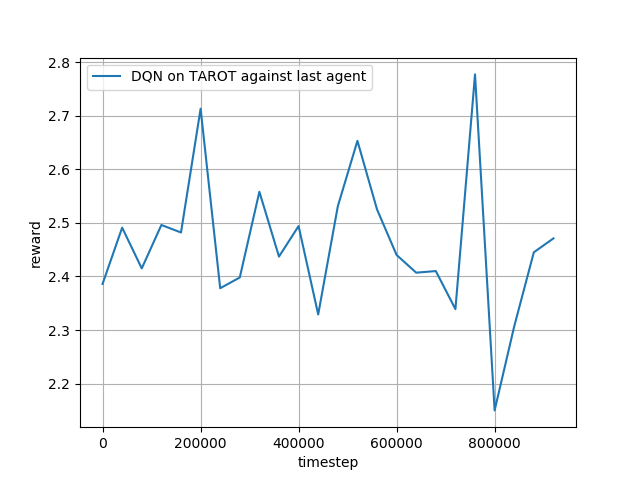 DQN on TAROT against last agent
2.8
2.7
2.6
2.5
2.4
2.3
2.2
reward
0 200000 400000 600000 800000
timestep